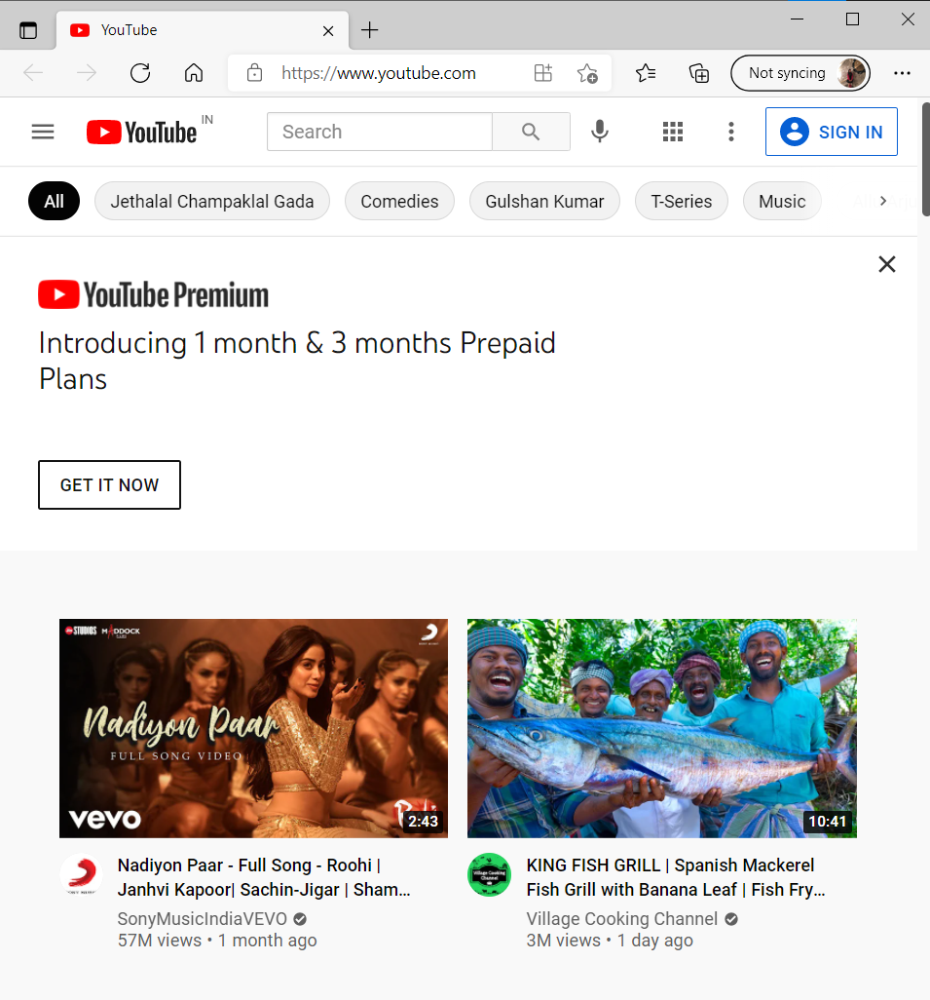 YouTube
https://www.youtube.com
Not syncing
YouTube IN
Search
SIGN IN
All
Jethalal Champaklal Gada
Comedies
Gulshan Kumar
T-Series
Music
YouTube Premium
Introducing 1 month & 3 months Prepaid
Plans
GET IT NOW
STUDIOS MADDOCK
Nadiyon Paar
FULL SONG VIDEO
vevo
2:43
10:41
Nadiyon Paar - Full Song - Roohi |
Janhvi Kapoor| Sachin-Jigar | Sham...
SonyMusicIndiaVEVO
57M views • 1 month ago
Village Cooking
Channel
KING FISH GRILL | Spanish Mackerel
Fish Grill with Banana Leaf | Fish Fry...
Village Cooking Channel
3M views • 1 day ago